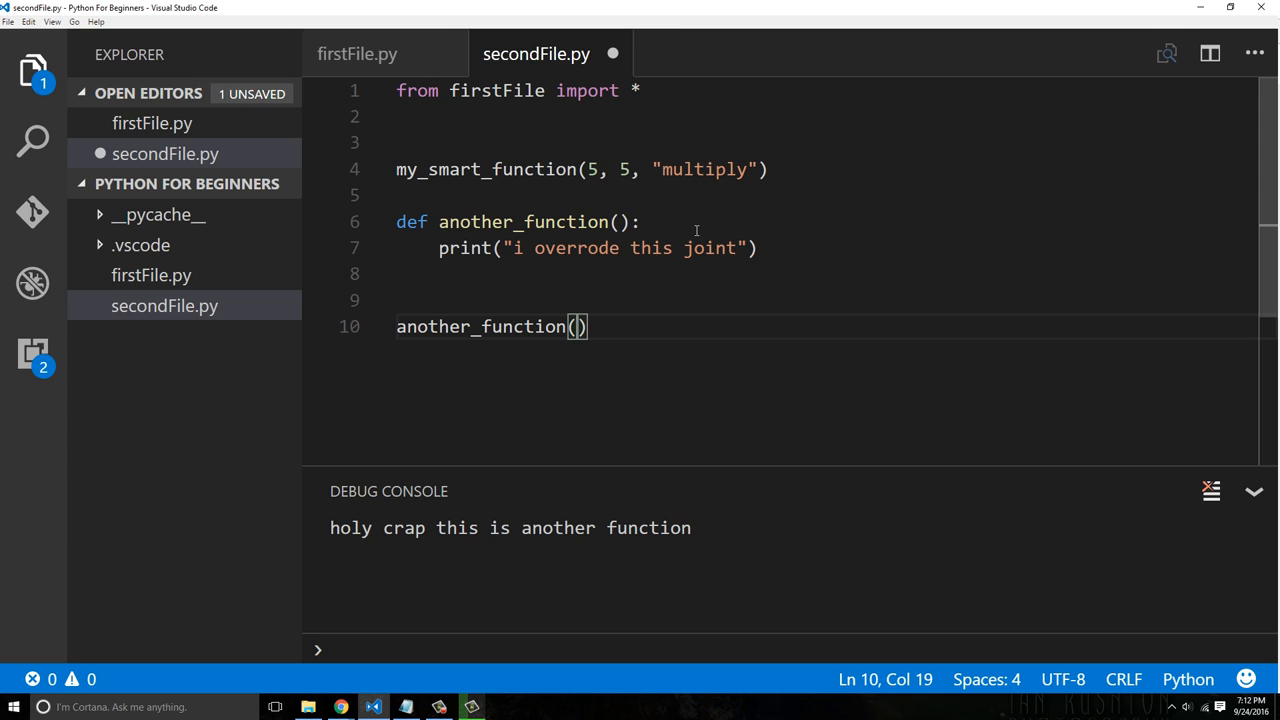 secondFile.py - Python For Beginners - Visual Studio Code
File Edit View Go Help
EXPLORER
OPEN EDITORS 1 UNSAVED
firstFile.py
secondFile.py
PYTHON FOR BEGINNERS
__pycache__
.vscode
firstFile.py
secondFile.py
1
2
firstFile.py secondFile.py
1 from firstFile import *
2
3
4 my_smart_function(5, 5, "multiply")
5
6 def another_function():
7 print("i overrode this joint")
8
9
10 another_function()
DEBUG CONSOLE
holy crap this is another function
0 0 Ln 10, Col 19 Spaces: 4 UTF-8 CRLF Python
I'm Cortana. Ask me anything.
7:12 PM
9/24/2016